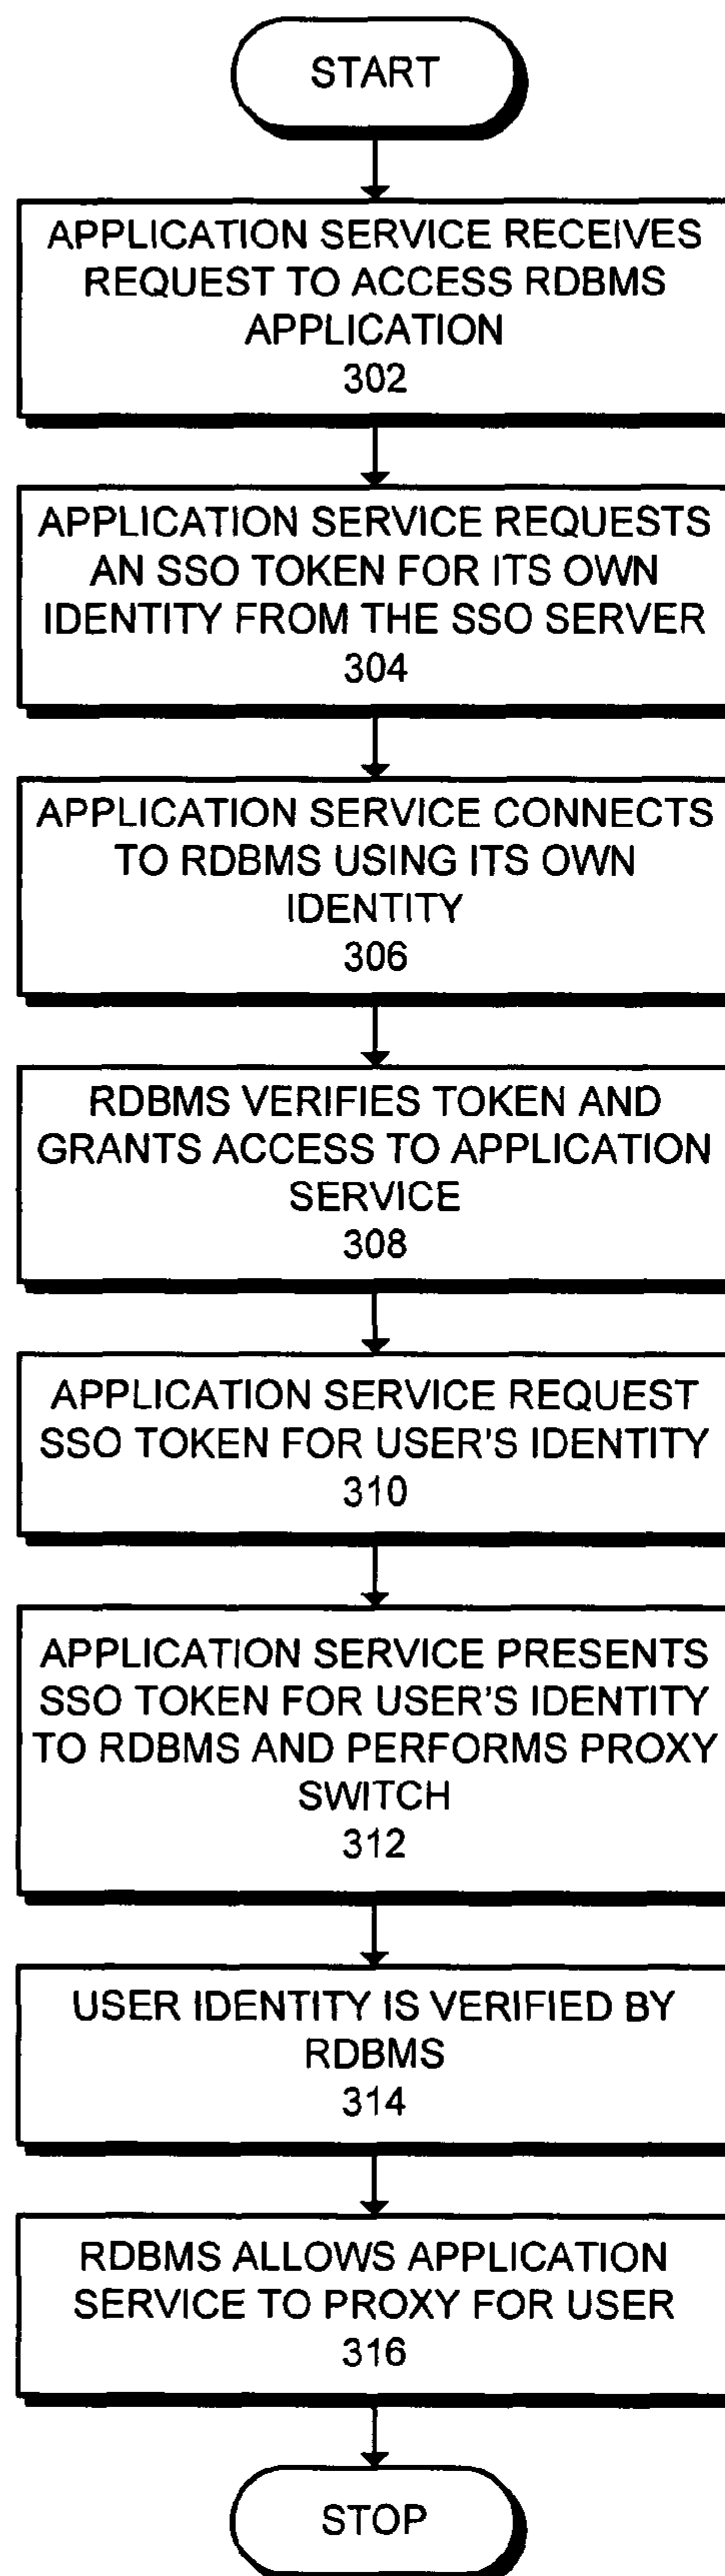 START
APPLICATION SERVICE RECEIVES
REQUEST TO ACCESS RDBMS
APPLICATION
302
APPLICATION SERVICE REQUESTS
AN SSO TOKEN FOR ITS OWN
IDENTITY FROM THE SSO SERVER
304
APPLICATION SERVICE CONNECTS
TO RDBMS USING ITS OWN
IDENTITY
306
RDBMS VERIFIES TOKEN AND
GRANTS ACCESS TO APPLICATION
SERVICE
308
APPLICATION SERVICE REQUEST
SSO TOKEN FOR USER'S IDENTITY
310
APPLICATION SERVICE PRESENTS
SSO TOKEN FOR USER'S IDENTITY
TO RDBMS AND PERFORMS PROXY
SWITCH
312
USER IDENTITY IS VERIFIED BY
RDBMS
314
RDBMS ALLOWS APPLICATION
SERVICE TO PROXY FOR USER
316
STOP